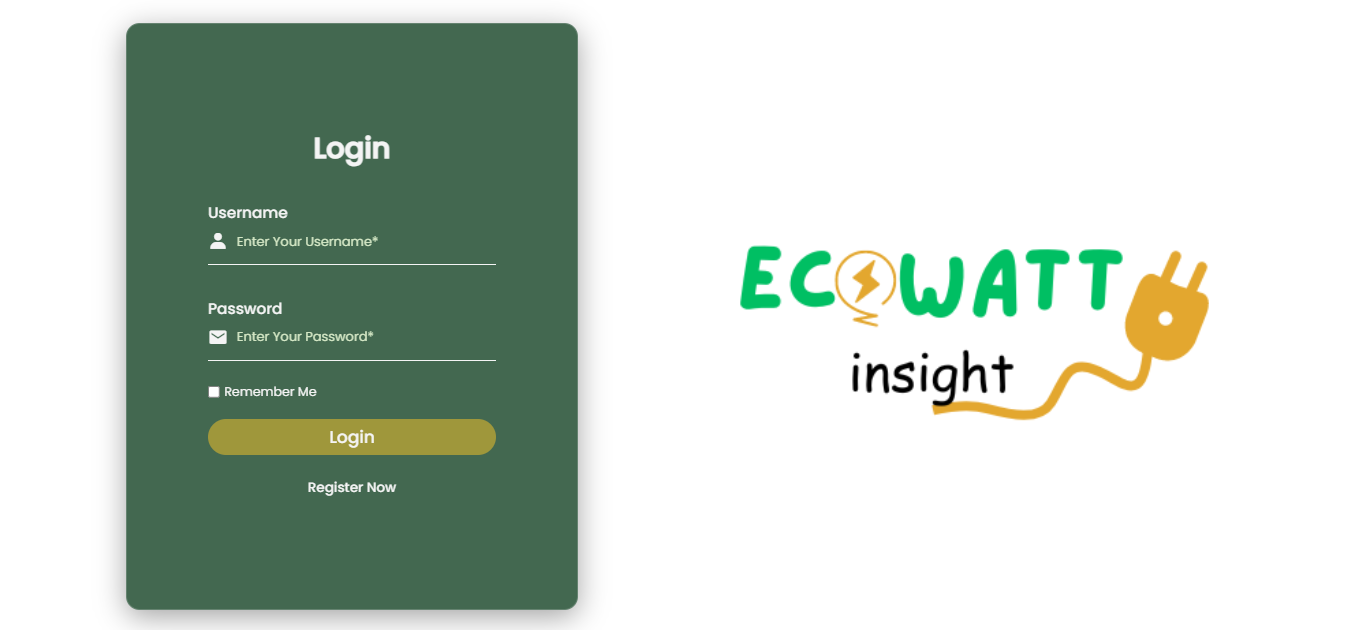 Login
Username
Enter Your Username*
Password
Enter Your Password*
Remember Me
Login
Register Now
ECOWATT
insight